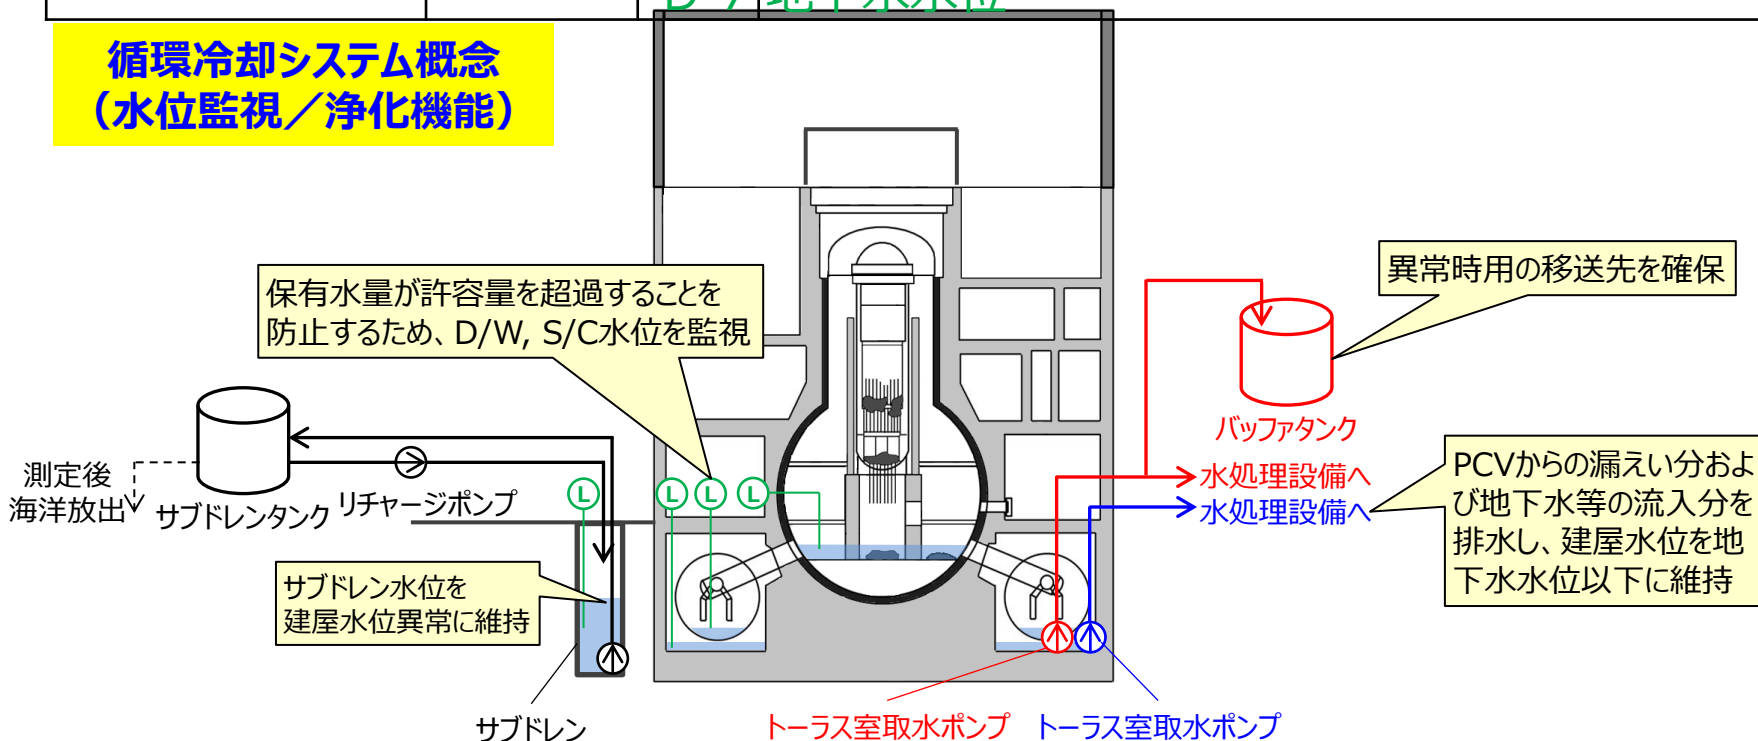 D-7 地下水水位
循環冷却システム概念
（水位監視／浄化機能）
異常時用の移送先を確保
保有水量が許容量を超過することを
防止するため、D/W, S/C水位を監視
バッファタンク
測定後
海洋放出
サブドレンタンク
リチャージポンプ
L
L
L
L
水処理設備へ
水処理設備へ
PCVからの漏えい分およ
び地下水等の流入分を
排水し、建屋水位を地
下水水位以下に維持
サブドレン水位を
建屋水位異常に維持
サブドレン
トーラス室取水ポンプ
トーラス室取水ポンプ